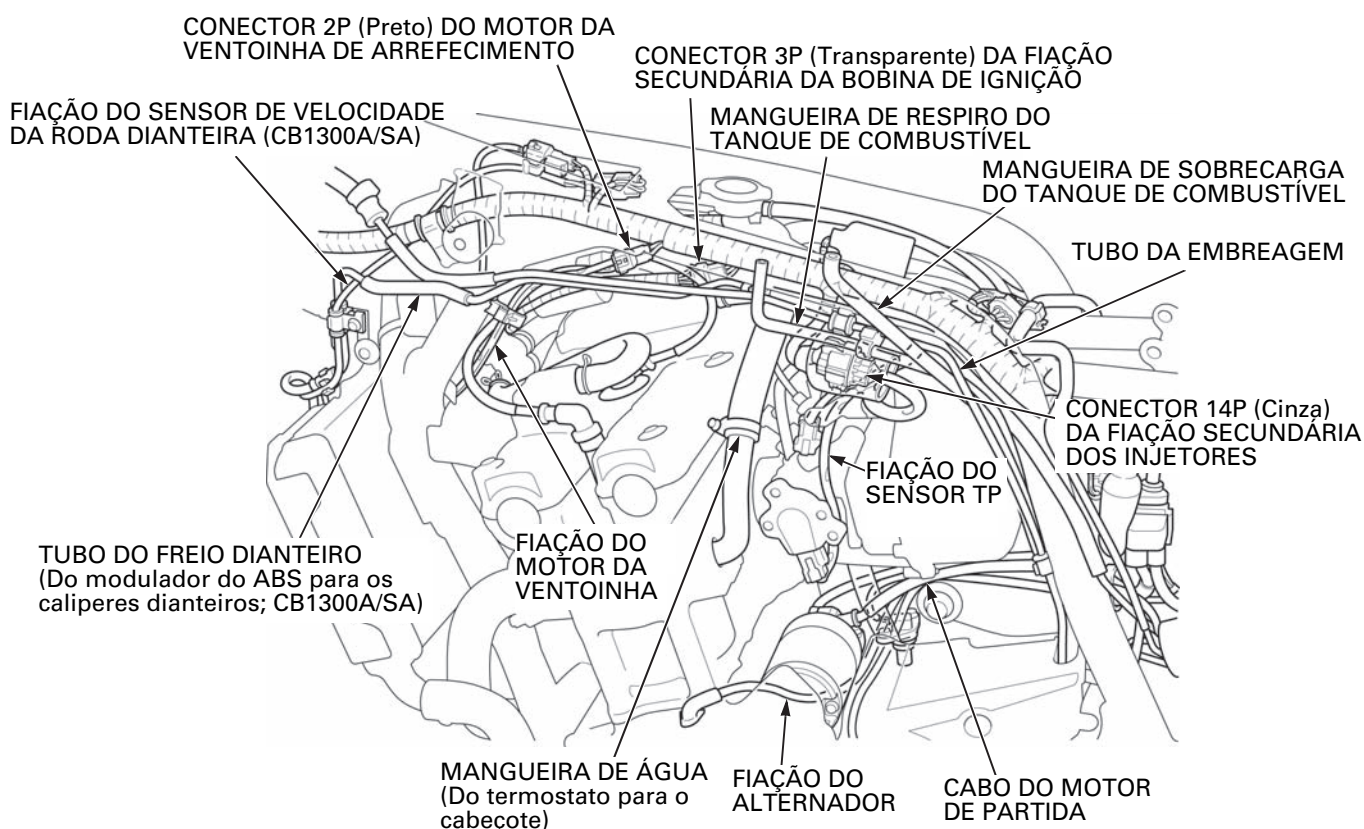 CONECTOR 2P (Preto) DO MOTOR DA
VENTOINHA DE ARREFECIMENTO
CONECTOR 3P (Transparente) DA FIAÇÃO
SECUNDÁRIA DA BOBINA DE IGNIÇÃO
FIAÇÃO DO SENSOR DE VELOCIDADE
DA RODA DIANTEIRA (CB1300A/SA)
MANGUEIRA DE RESPIRO DO
TANQUE DE COMBUSTÍVEL
MANGUEIRA DE SOBRECARGA
DO TANQUE DE COMBUSTÍVEL
TUBO DA EMBREAGEM
CONECTOR 14P (Cinza)
DA FIAÇÃO SECUNDÁRIA
DOS INJETORES
FIAÇÃO DO
SENSOR TP
FIAÇÃO DO
MOTOR DA
VENTOINHA
TUBO DO FREIO DIANTEIRO
(Do modulador do ABS para os
caliperes dianteiros; CB1300A/SA)
MANGUEIRA DE ÁGUA
(Do termostato para o
cabecote)
FIAÇÃO DO
ALTERNADOR
CABO DO MOTOR
DE PARTIDA